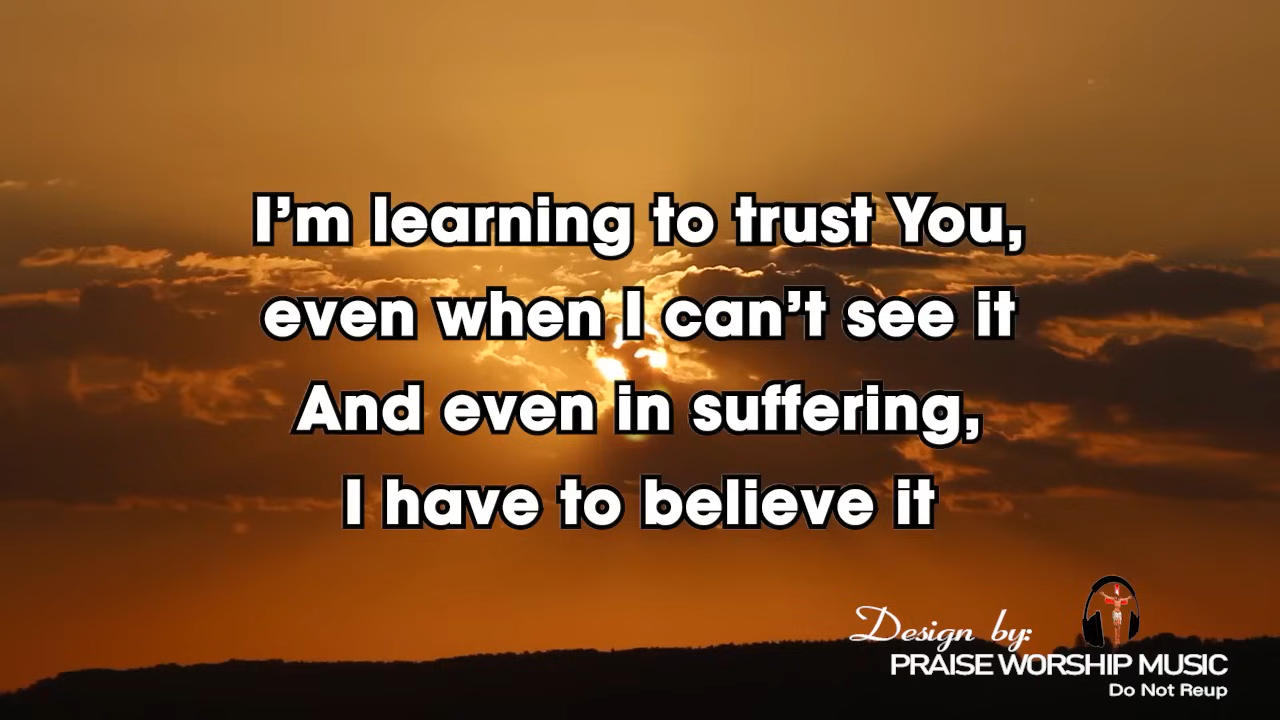 I’m learning to trust You,
even when I can’t see it
And even in suffering,
I have to believe it
Design by:
PRAISE WORSHIP MUSIC
Do Not Reup